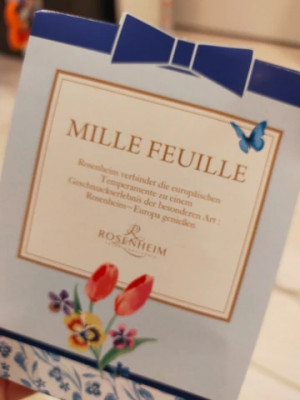 MILLE FEUILLE
Rosenheim verbindet die europäischen
Temperamente zu einem
Geschmackserlebnis der besonderen Art -
Rosenheim-Europa genießen
ROSENHEIM